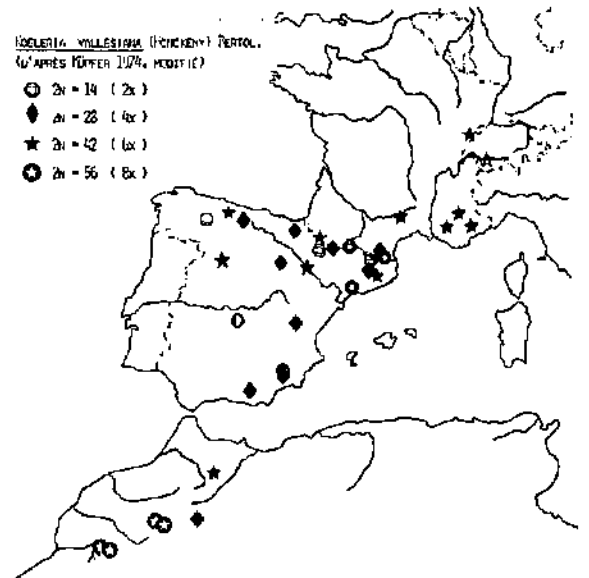 KOELERIA VALLESIANA (HONCKENY) BERTOL.
(D'APRÈS KÜPFER 1974, MODIFIÉ)
2N = 14 ( 2x )
2N = 28 ( 4x )
2N = 42 ( 6x )
2N = 56 ( 8x )